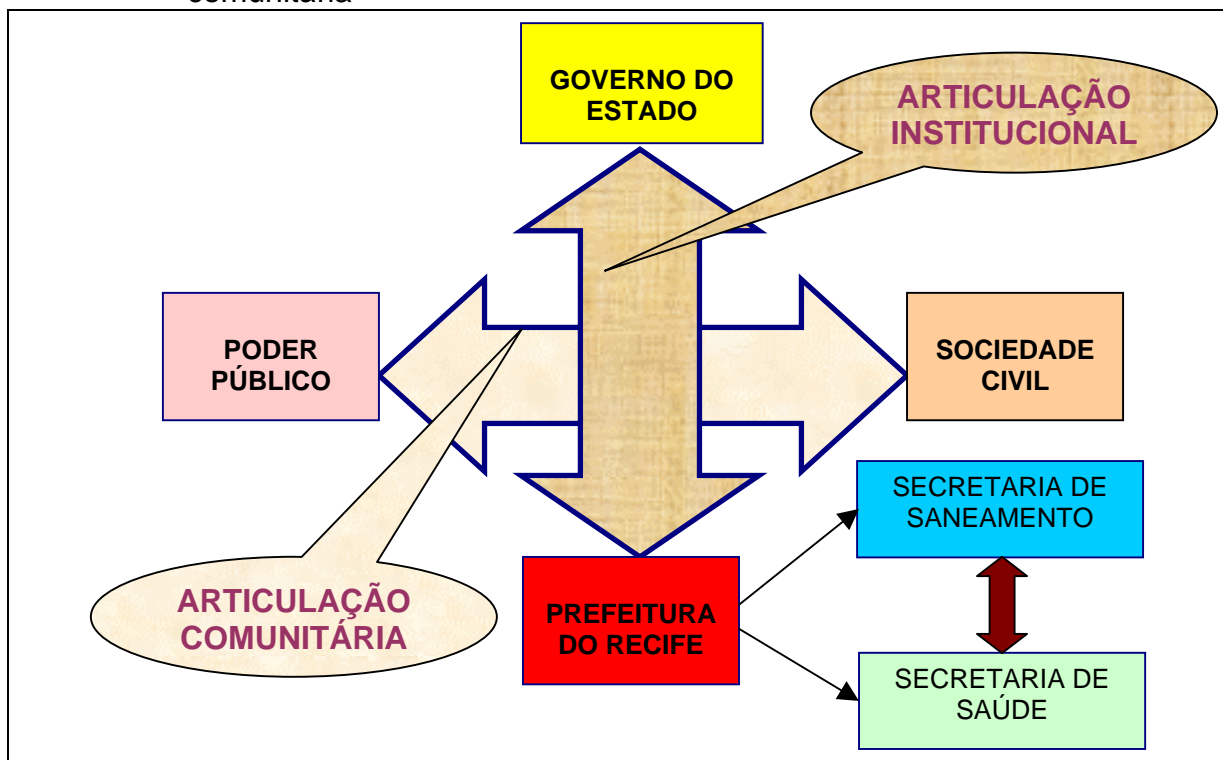 comunitária
GOVERNO DO
ESTADO
ARTICULAÇÃO
INSTITUCIONAL
PODER
PÚBLICO
SOCIEDADE
CIVIL
SECRETARIA DE
SANEAMENTO
ARTICULAÇÃO
COMUNITÁRIA
PREFEITURA
DO RECIFE
SECRETARIA DE
SAÚDE